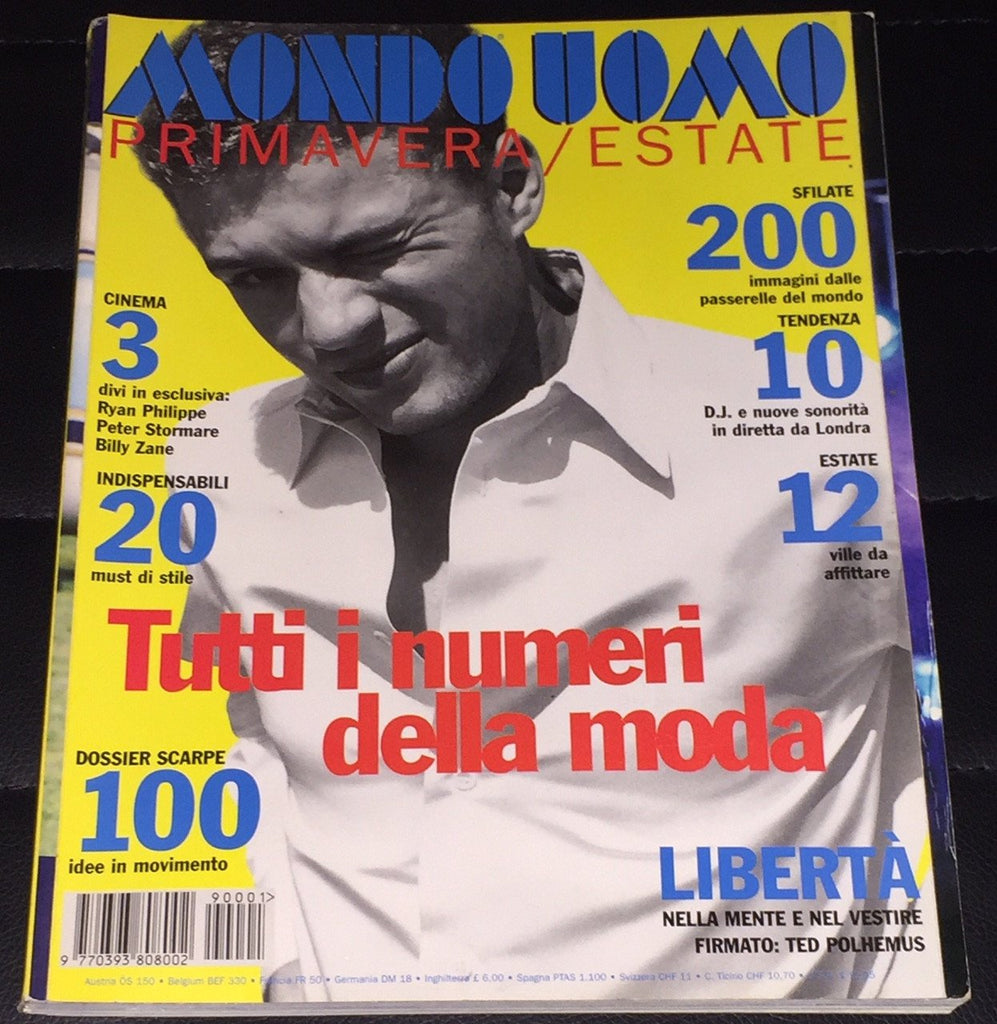 MONDO UOMO
PRIMAVERA/ESTATE
SFILATE
200
immagini dalle
passerelle del mondo
CINEMA
3
divi in esclusiva:
Ryan Philippe
Peter Stormare
Billy Zane
TENDENZA
10
D.J. e nuove sonorità
in diretta da Londra
INDISPENSABILI
20
must di stile
ESTATE
12
ville da
affittare
Tutti i numeri
della moda
DOSSIER SCARPE
100
idee in movimento
LIBERTÀ
NELLA MENTE E NEL VESTIRE
FIRMATO: TED POLHEMUS
90001>
9 770393 808002
Austria ÖS 150 • Belgium BEF 330 • Francia FR 50 • Germania DM 18 • Inghilterra £ 6,00 • Spagna PTAS 1.100 • Svizzera CHF 11 • C. Ticino CHF 10,70 •